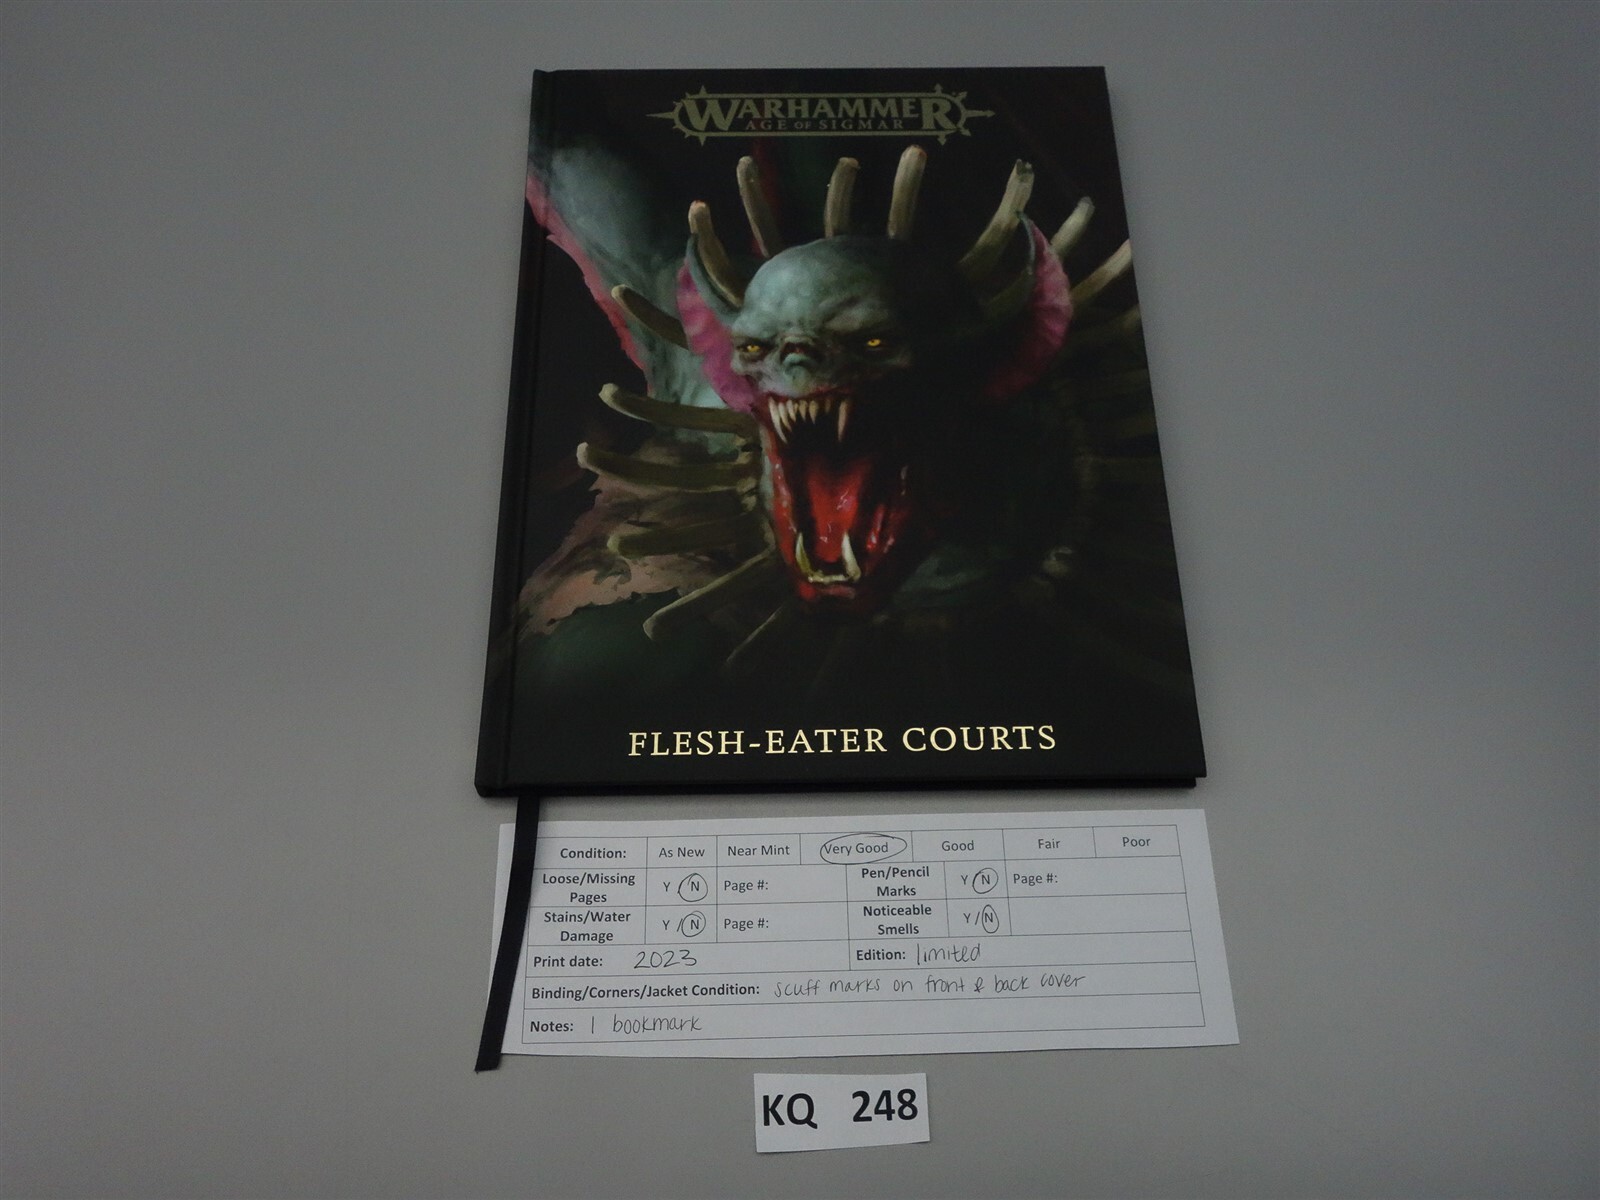 WARHAMMER
AGE OF SIGMAR
FLESH-EATER COURTS
Condition: As New Near Mint Very Good Good Fair Poor
Loose/Missing Pages Y / N Page #: Pen/Pencil Marks Y / N Page #:
Stains/Water Damage Y / N Page #: Noticeable Smells Y / N
Print date: 2023 Edition: limited
Binding/Corners/Jacket Condition: scuff marks on front & back cover
Notes: 1 bookmark
KQ 248